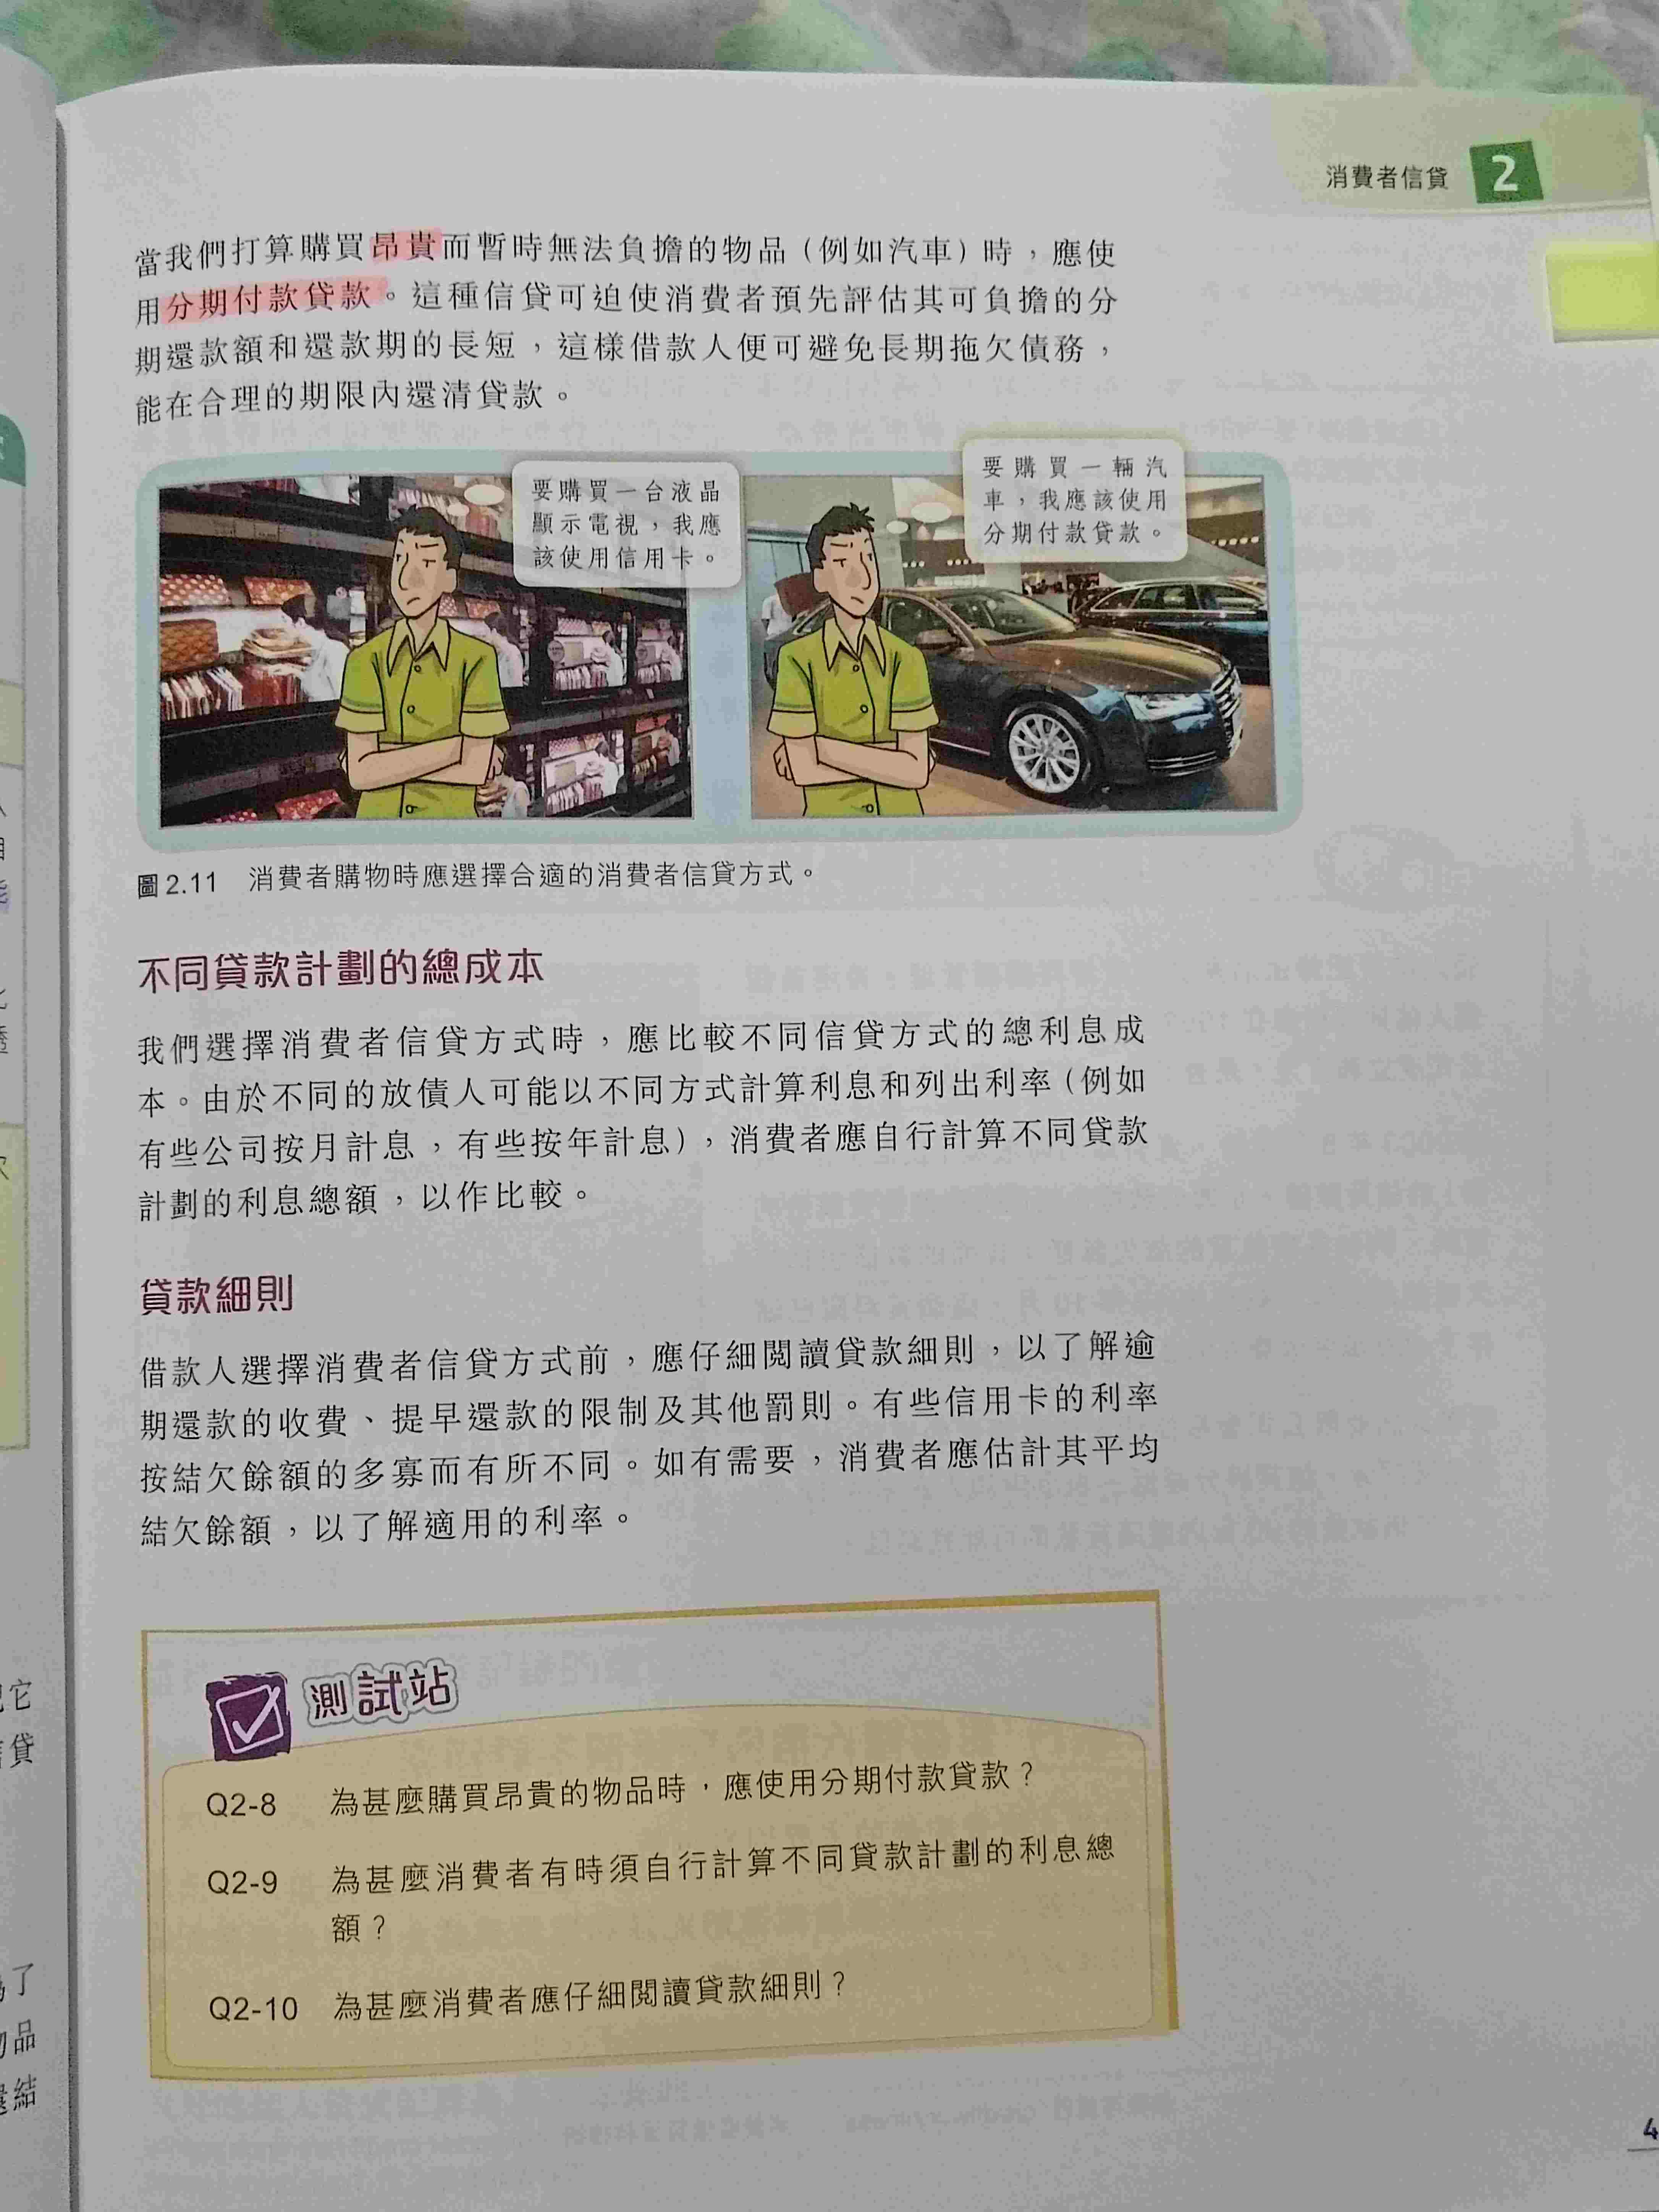 消費者信貸 2
當我們打算購買昂貴而暫時無法負擔的物品（例如汽車）時，應使
用分期付款貸款。這種信貸可迫使消費者預先評估其可負擔的分
期還款額和還款期的長短，這樣借款人便可避免長期拖欠債務，
能在合理的期限內還清貸款。
要購買一台液晶
顯示電視，我應
該使用信用卡。
要購買一輛汽
車，我應該使用
分期付款貸款。
圖 2.11 消費者購物時應選擇合適的消費者信貸方式。
不同貸款計劃的總成本
我們選擇消費者信貸方式時，應比較不同信貸方式的總利息成
本。由於不同的放債人可能以不同方式計算利息和列出利率（例如
有些公司按月計息，有些按年計息），消費者應自行計算不同貸款
計劃的利息總額，以作比較。
貸款細則
借款人選擇消費者信貸方式前，應仔細閱讀貸款細則，以了解逾
期還款的收費、提早還款的限制及其他罰則。有些信用卡的利率
按結欠餘額的多寡而有所不同。如有需要，消費者應估計其平均
結欠餘額，以了解適用的利率。
測試站
Q2-8 為甚麼購買昂貴的物品時，應使用分期付款貸款？
Q2-9 為甚麼消費者有時須自行計算不同貸款計劃的利息總
額？
Q2-10 為甚麼消費者應仔細閱讀貸款細則？